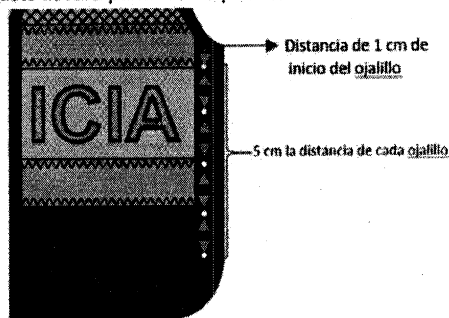 Distancia de 1 cm de
inicio del ojalillo
ICIA
5 cm la distancia de cada ojalillo